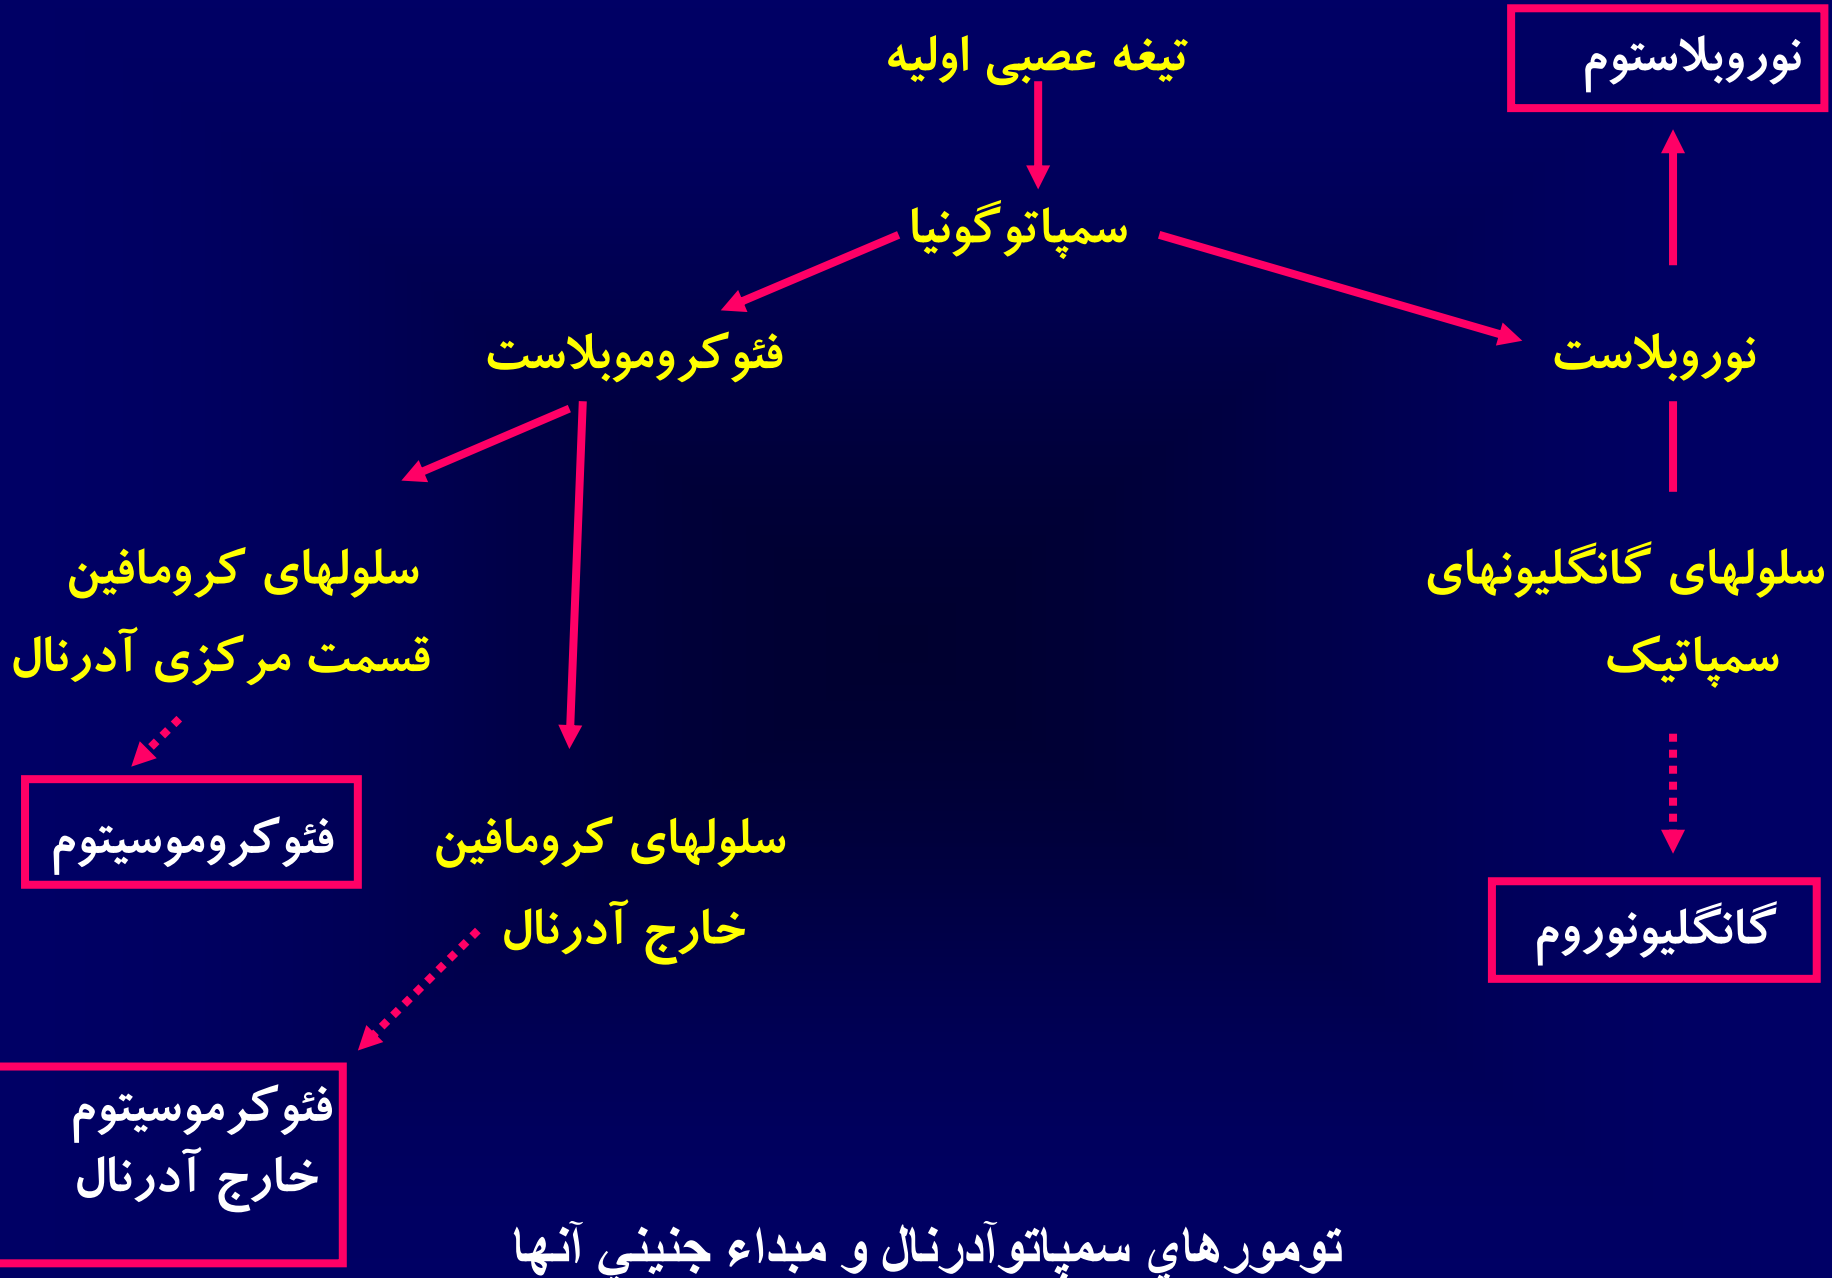 نوروبلاستوم
تیغه عصبی اولیه
سمپاتوگونیا
نوروبلاست
فئوکروموبلاست
سلولهای گانگلیونهای
سمپاتیک
سلولهای کرومافین
قسمت مرکزی آدرنال
گانگلیونوروم
سلولهای کرومافین
خارج آدرنال
فئوکروموسیتوم
فئوکرموسیتوم
خارج آدرنال
تومورهاي سمپاتوآدرنال و مبداء جنيني آنها